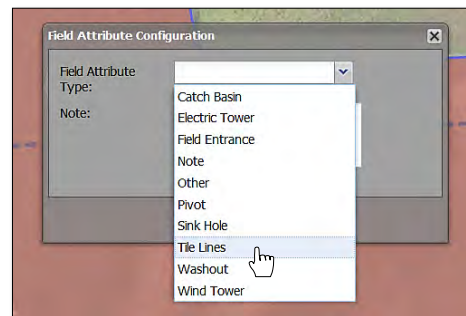 Field Attribute Configuration
Field Attribute
Type:
Note:
Catch Basin
Electric Tower
Field Entrance
Note
Other
Pivot
Sink Hole
Tile Lines
Washout
Wind Tower